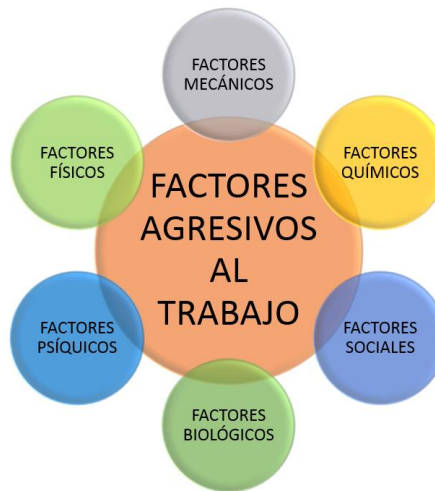 FACTORES
MECÁNICOS
FACTORES
FÍSICOS
FACTORES
QUÍMICOS
FACTORES
AGRESIVOS
AL
TRABAJO
FACTORES
PSÍQUICOS
FACTORES
SOCIALES
FACTORES
BIOLÓGICOS